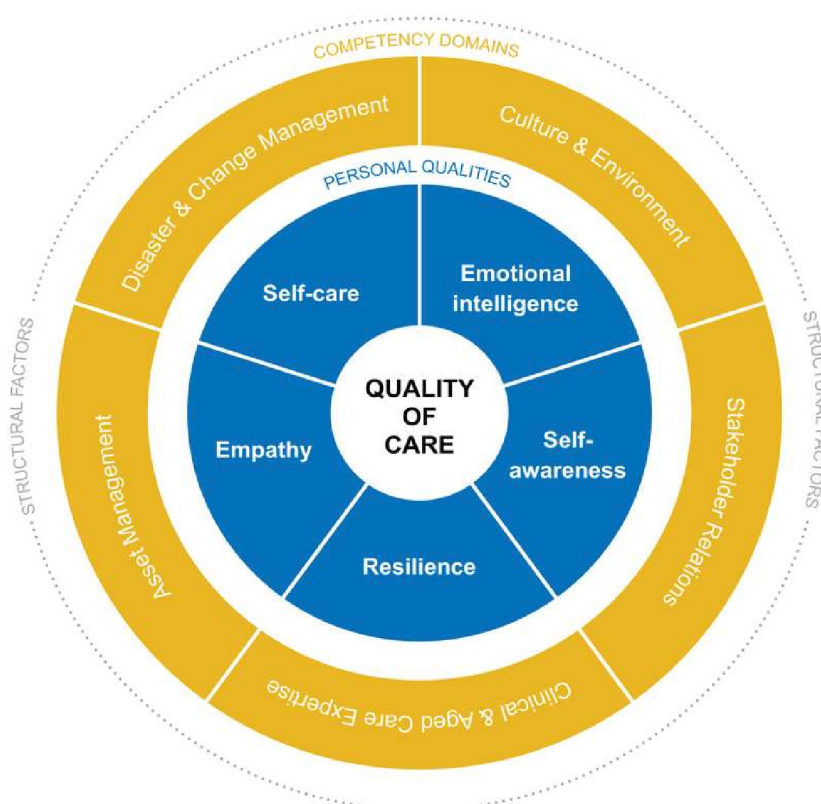 COMPETENCY DOMAINS
Disaster & Change Management
Culture & Environment
PERSONAL QUALITIES
Self-care
Emotional
intelligence
STRUCTURAL FACTORS
STRUCTURAL FACTORS
QUALITY
OF
CARE
Empathy
Self-
awareness
Asset Management
Stakeholder Relations
Resilience
Clinical & Aged Care Expertise